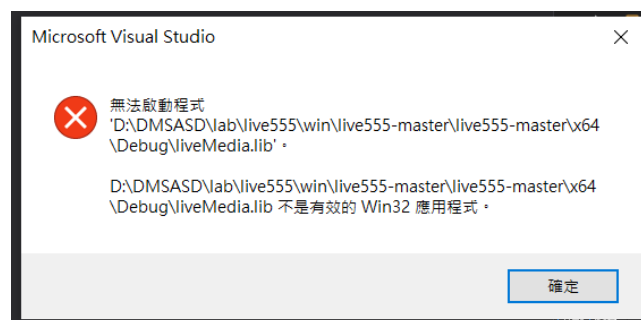 Microsoft Visual Studio
無法啟動程式
'D:\DMSASD\lab\live555\win\live555-master\live555-master\x64
\Debug\liveMedia.lib'。
D:\DMSASD\lab\live555\win\live555-master\live555-master\x64
\Debug\liveMedia.lib 不是有效的 Win32 應用程式。
確定